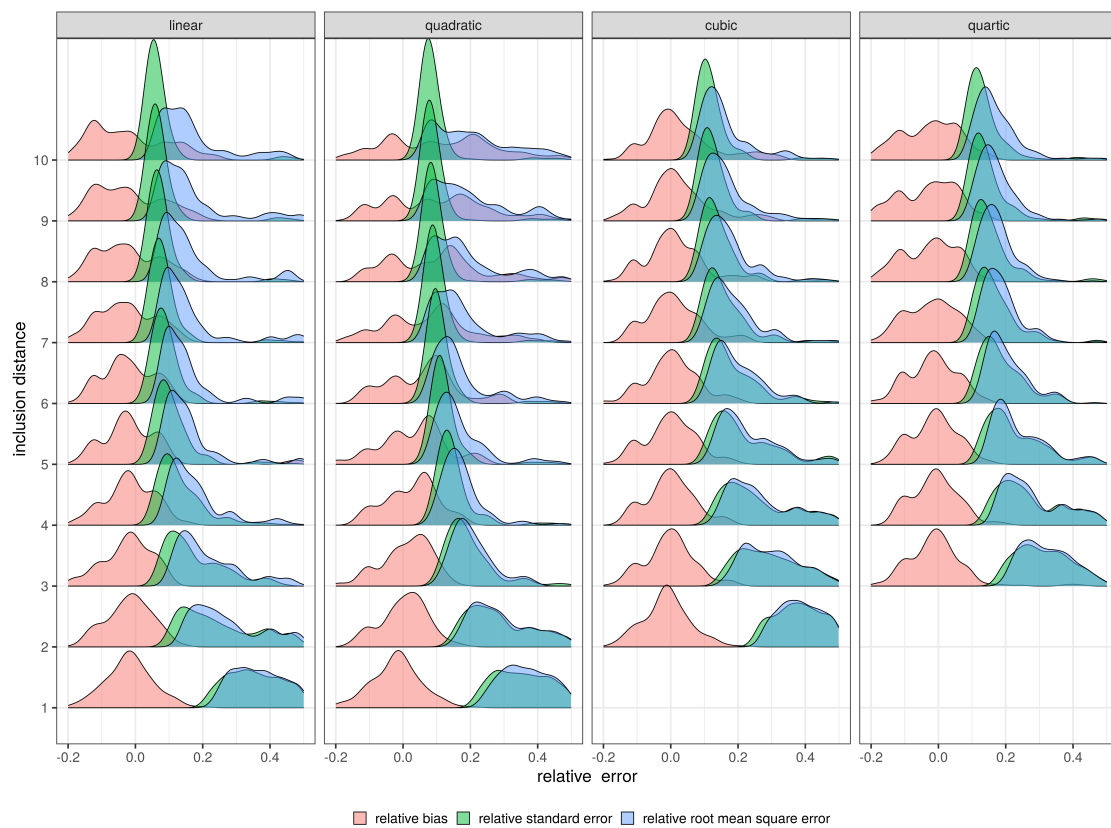 linear quadratic cubic quartic
inclusion distance
10
9
8
7
6
5
4
3
2
1
-0.2 0.0 0.2 0.4 -0.2 0.0 0.2 0.4 -0.2 0.0 0.2 0.4 -0.2 0.0 0.2 0.4
relative error
relative bias relative standard error relative root mean square error